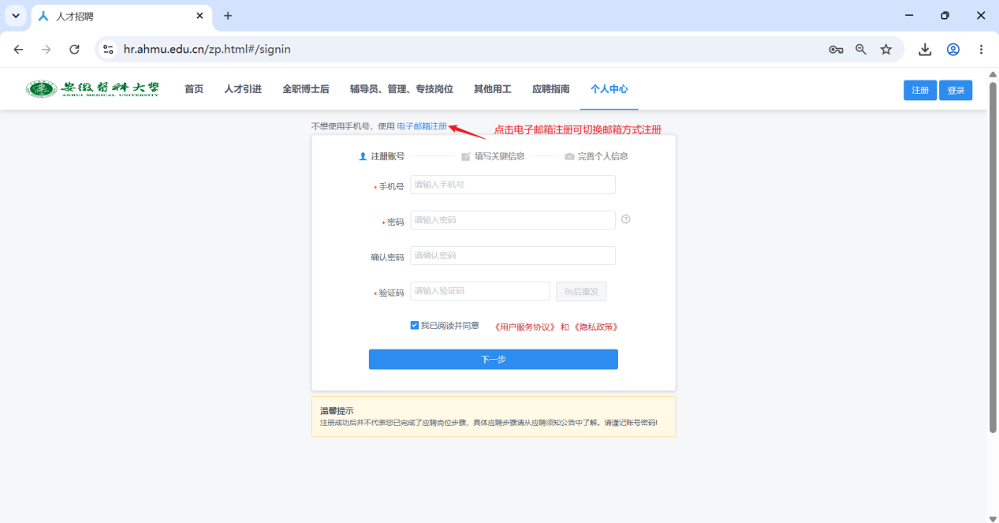 人才招聘
hr.ahmu.edu.cn/zp.html#/signin
安徽医科大学
ANHUI MEDICAL UNIVERSITY
首页 人才引进 全职博士后 辅导员、管理、专技岗位 其他用工 应聘指南 个人中心 注册 登录
不想使用手机号，使用 电子邮箱注册
点击电子邮箱注册可切换邮箱方式注册
注册账号 填写关键信息 完善个人信息
* 手机号 请输入手机号
* 密码 请输入密码
确认密码 请确认密码
* 验证码 请输入验证码 8s后重发
我已阅读并同意 《用户服务协议》 和 《隐私政策》
下一步
温馨提示
注册成功后并不代表您已完成了应聘岗位步骤，具体应聘步骤请从应聘须知公告中了解。请谨记账号密码!